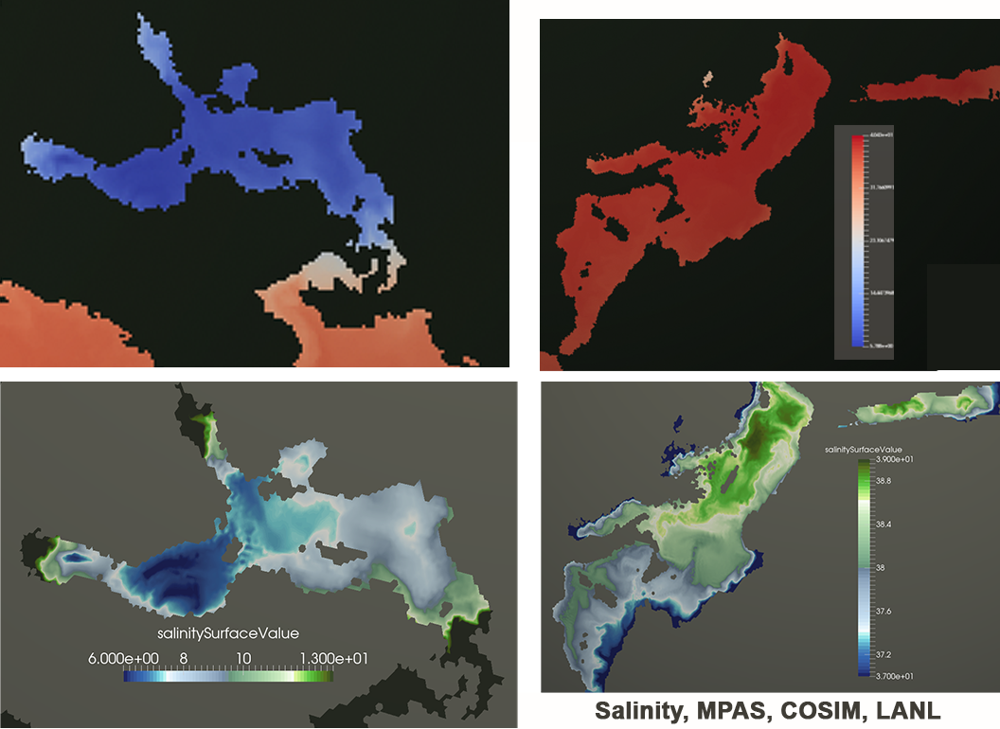 salinitySurfaceValue
6.000e+00 8 10 1.300e+01
salinitySurfaceValue
3.900e+01
38.8
38.4
38
37.6
37.2
3.700e+01
Salinity, MPAS, COSIM, LANL